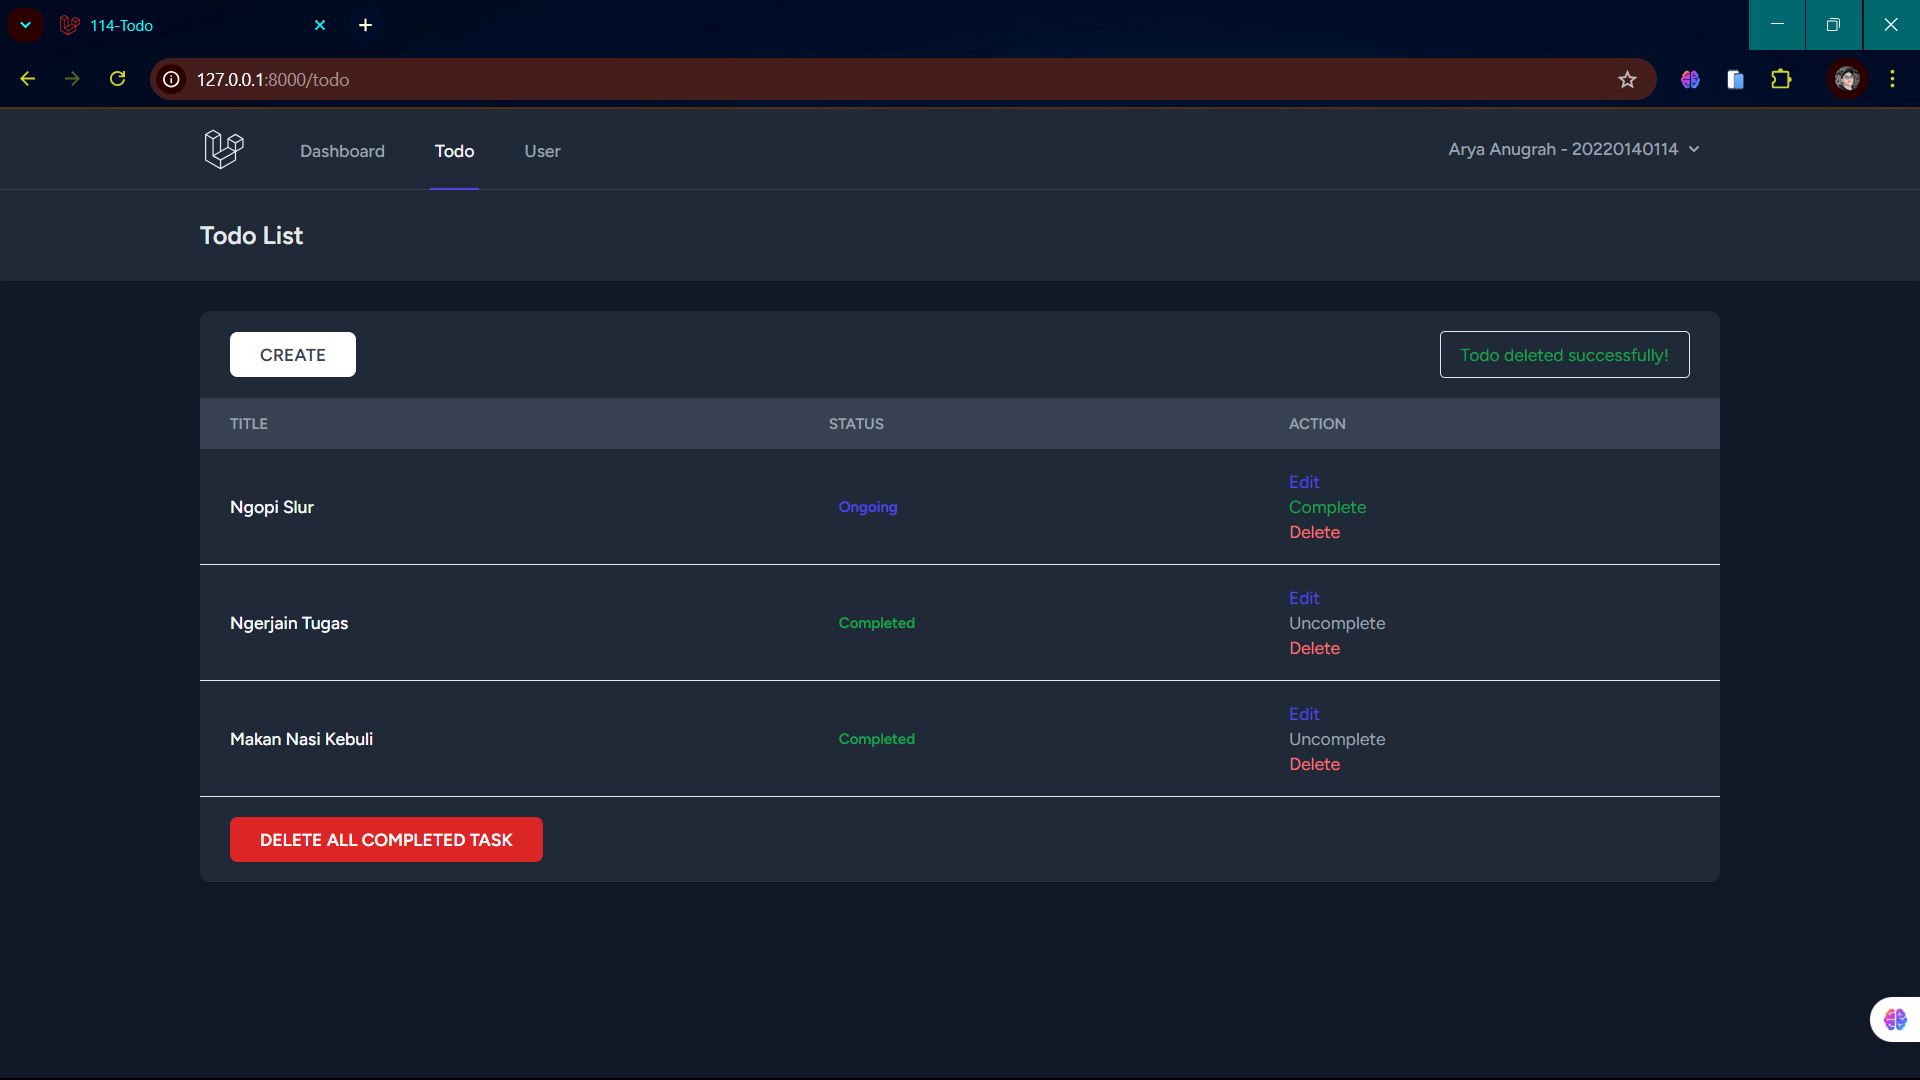 114-Todo
127.0.0.1:8000/todo
Dashboard Todo User Arya Anugrah - 20220140114
Todo List
CREATE Todo deleted successfully!
TITLE STATUS ACTION
Edit
Ngopi Slur Ongoing Complete
Delete
Edit
Ngerjain Tugas Completed Uncomplete
Delete
Edit
Makan Nasi Kebuli Completed Uncomplete
Delete
DELETE ALL COMPLETED TASK